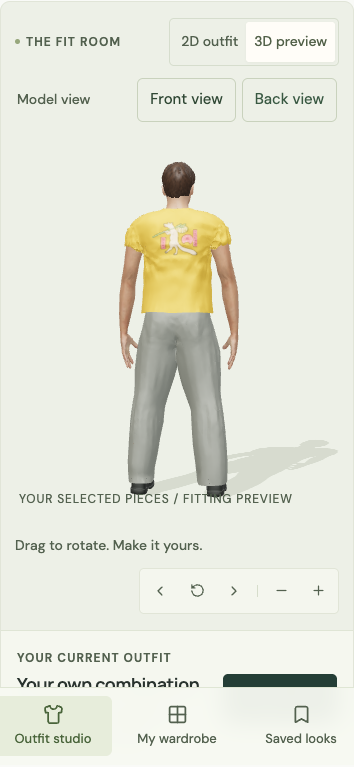 THE FIT ROOM
2D outfit
3D preview
Model view
Front view
Back view
YOUR SELECTED PIECES / FITTING PREVIEW
Drag to rotate. Make it yours.
YOUR CURRENT OUTFIT
Your own combination
Outfit studio
My wardrobe
Saved looks